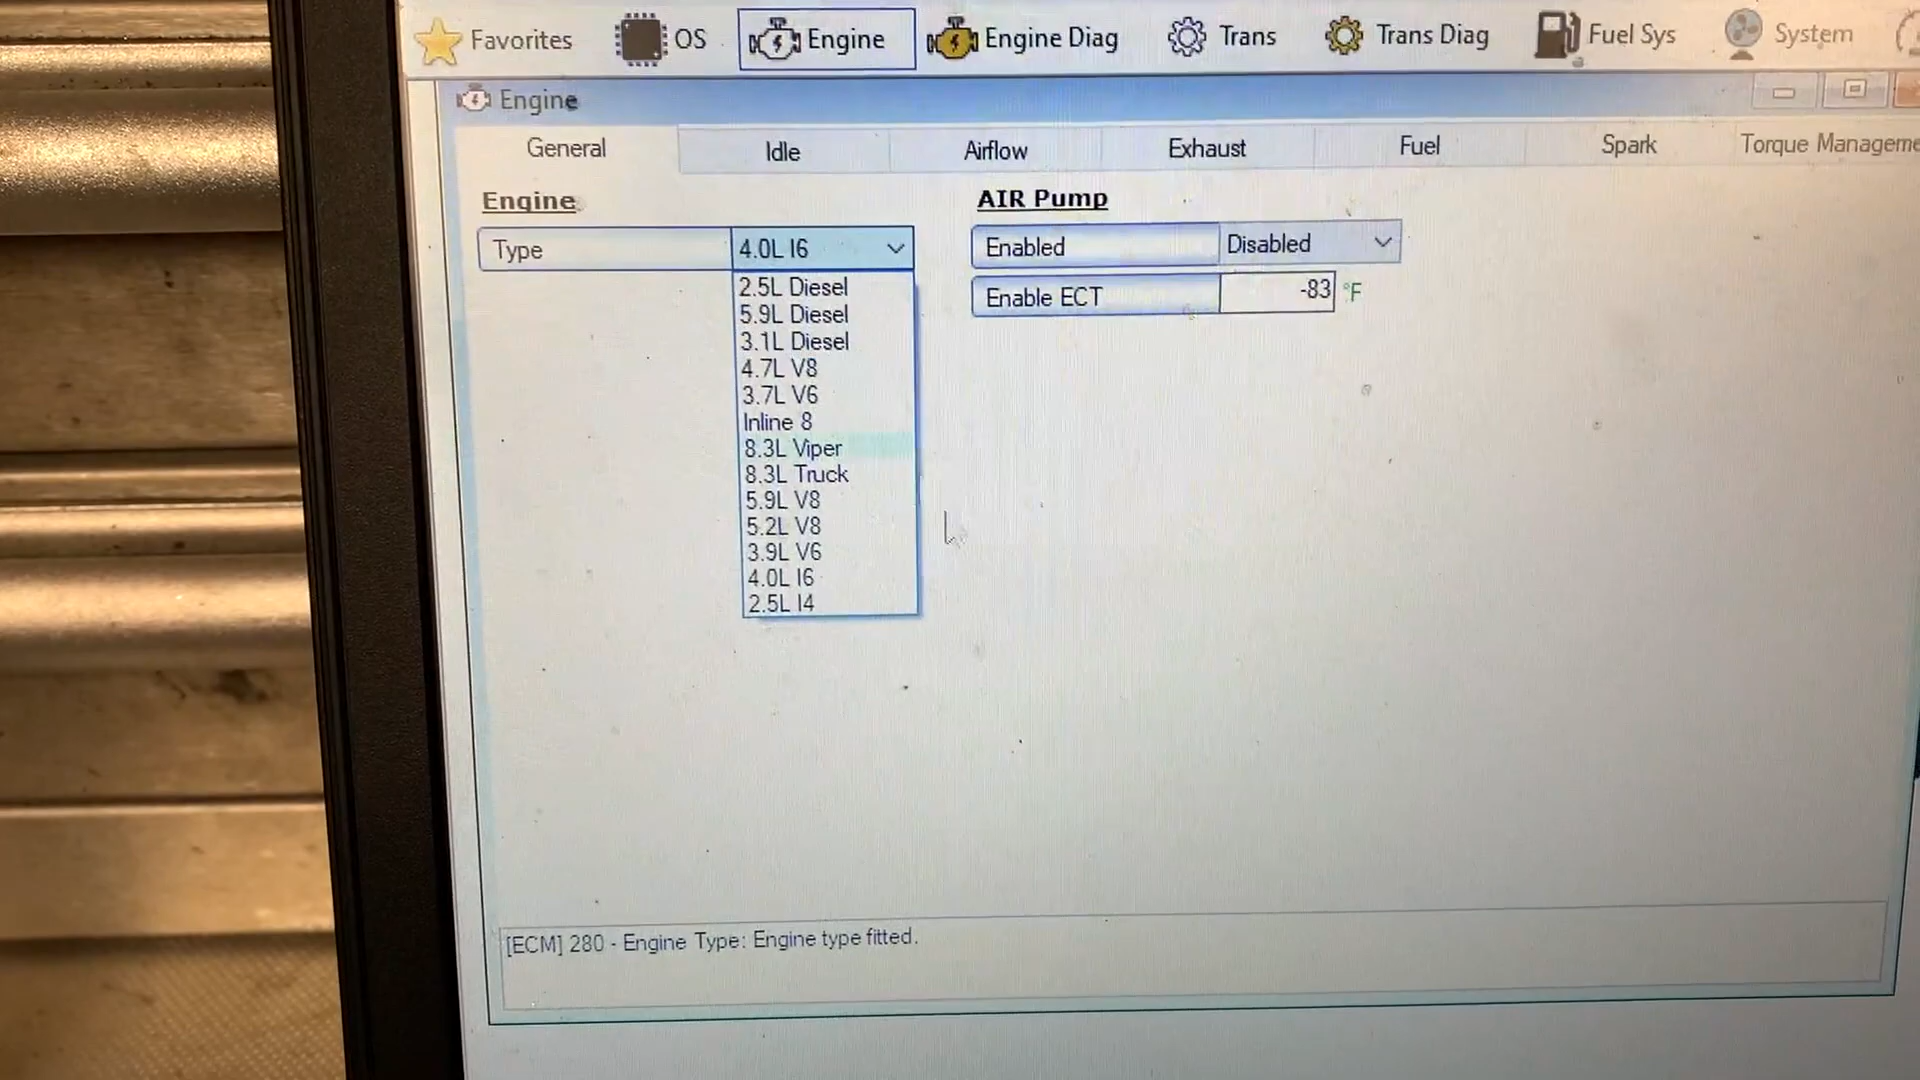 Favorites OS Engine Engine Diag Trans Trans Diag Fuel Sys System
Engine
General Idle Airflow Exhaust Fuel Spark Torque Manageme
Engine AIR Pump
Type 4.0L I6 Enabled Disabled
Enable ECT -83 °F
2.5L Diesel
5.9L Diesel
3.1L Diesel
4.7L V8
3.7L V6
Inline 8
8.3L Viper
8.3L Truck
5.9L V8
5.2L V8
3.9L V6
4.0L I6
2.5L I4
[ECM] 280 - Engine Type: Engine type fitted.